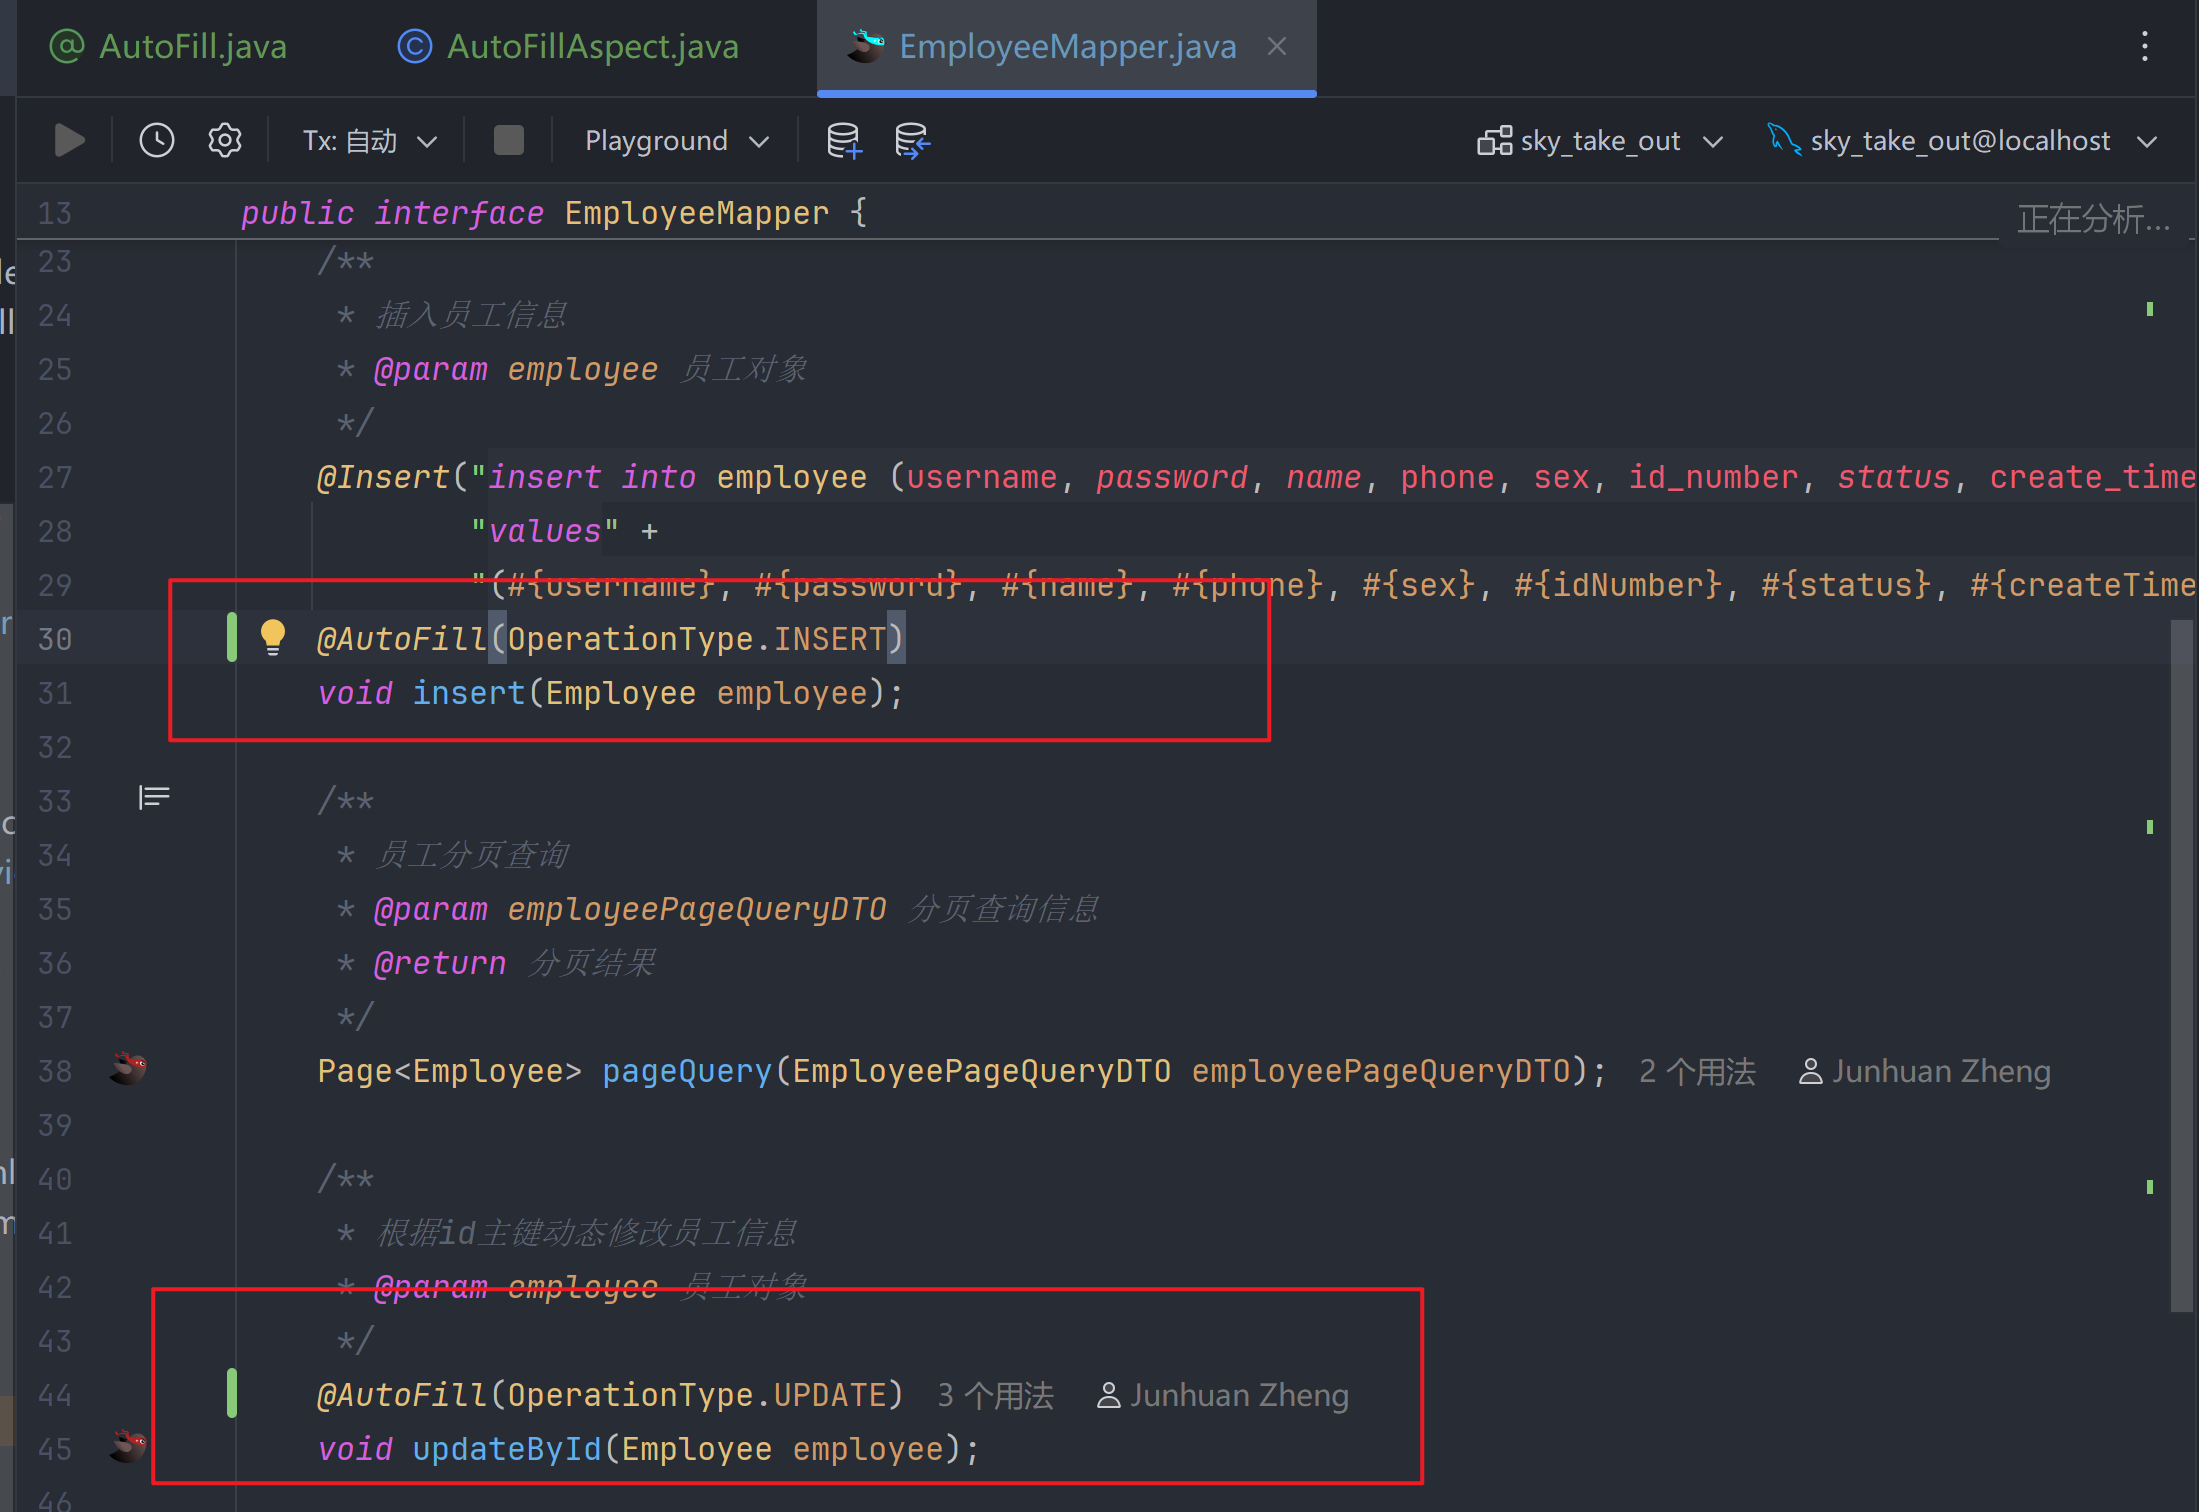 AutoFill.java AutoFillAspect.java EmployeeMapper.java
Tx: 自动 Playground sky_take_out sky_take_out@localhost
13 public interface EmployeeMapper {
正在分析...
23 /**
24 * 插入员工信息
25 * @param employee 员工对象
26 */
27 @Insert("insert into employee (username, password, name, phone, sex, id_number, status, create_time
28 "values" +
29 "(#{username}, #{password}, #{name}, #{phone}, #{sex}, #{idNumber}, #{status}, #{createTime
30 @AutoFill(OperationType.INSERT)
31 void insert(Employee employee);
32
33 /**
34 * 员工分页查询
35 * @param employeePageQueryDTO 分页查询信息
36 * @return 分页结果
37 */
38 Page<Employee> pageQuery(EmployeePageQueryDTO employeePageQueryDTO); 2 个用法 Junhuan Zheng
39
40 /**
41 * 根据id主键动态修改员工信息
42 * @param employee 员工对象
43 */
44 @AutoFill(OperationType.UPDATE) 3 个用法 Junhuan Zheng
45 void updateById(Employee employee);
46